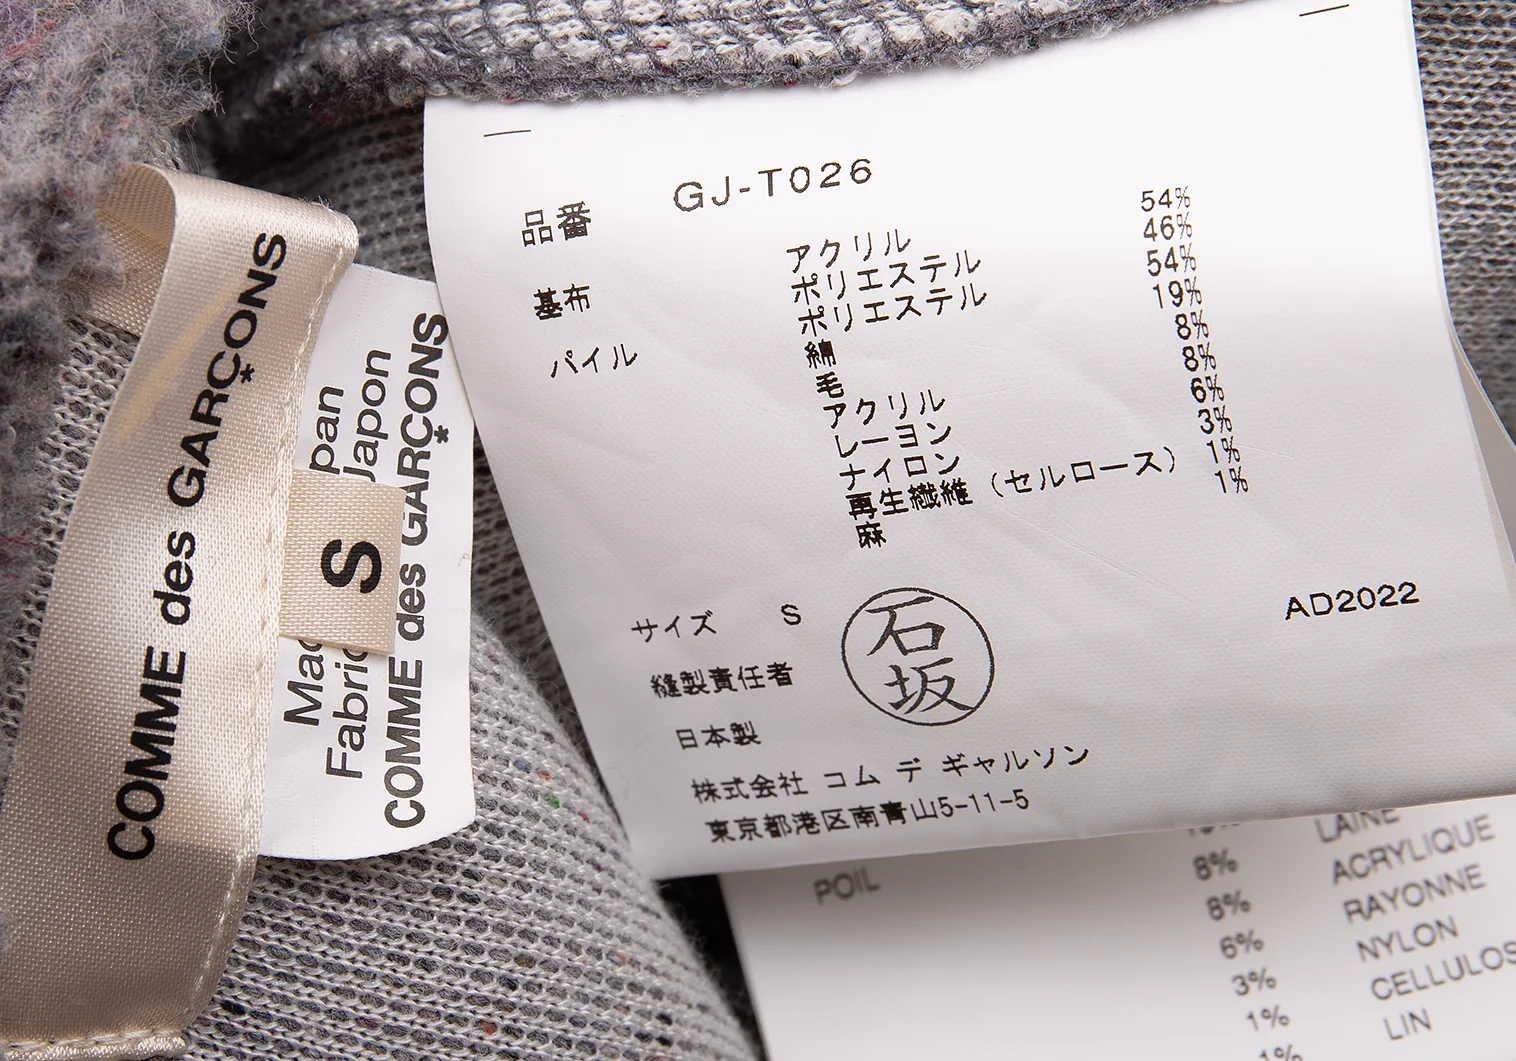 COMME des GARÇONS
S
pan
Japon
COMME des GARÇONS
品番 GJ-T026
基布 アクリル 54%
ポリエステル 46%
パイル ポリエステル 54%
綿 19%
毛 8%
アクリル 8%
レーヨン 6%
ナイロン 3%
再生繊維(セルロース) 1%
麻 1%
サイズ S
縫製責任者 石坂
AD2022
日本製
株式会社 コム デ ギャルソン
東京都港区南青山5-11-5
POIL
LAINE
8% ACRYLIQUE
8% RAYONNE
6% NYLON
3%
1% LIN
1%